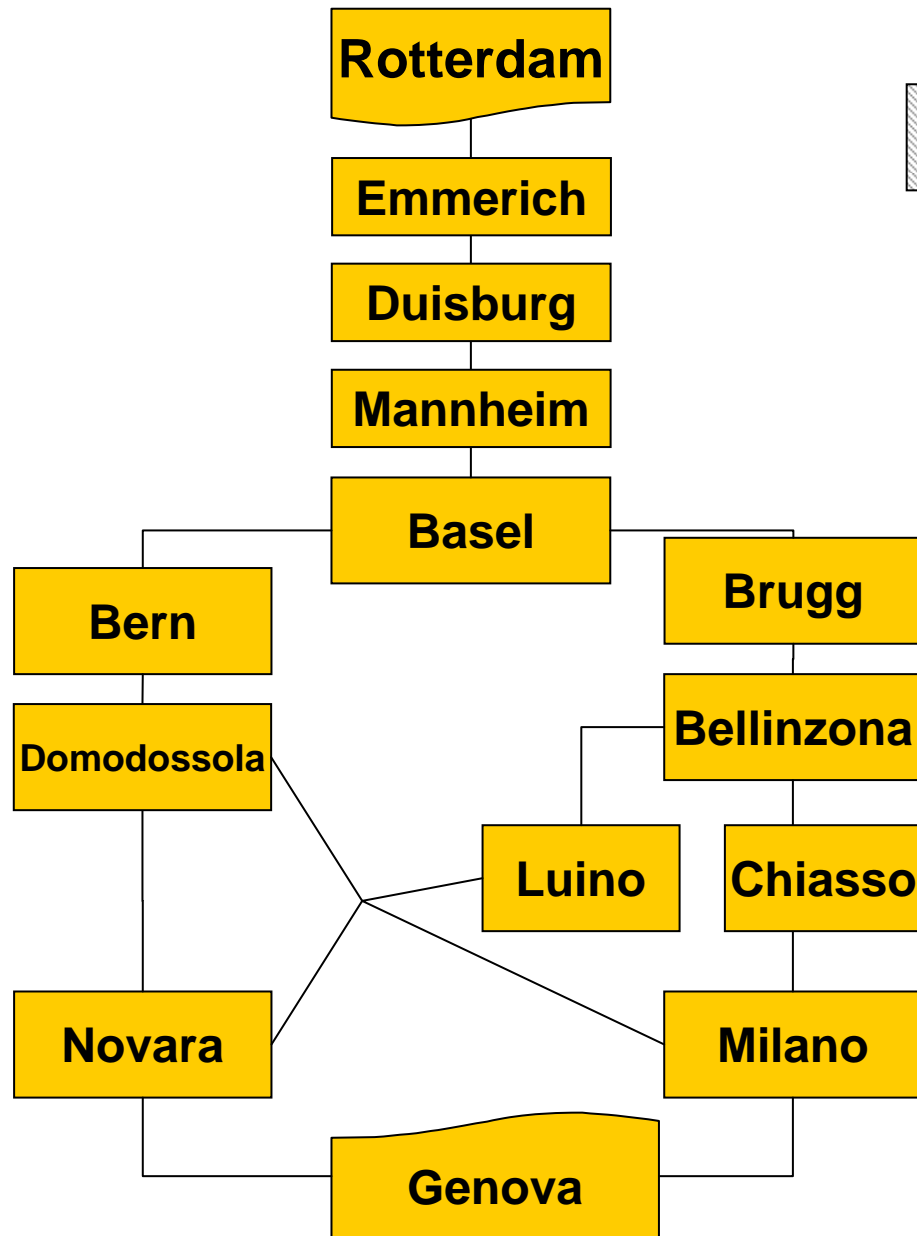 Rotterdam
Emmerich
Duisburg
Mannheim
Basel
Bern
Brugg
Domodossola
Bellinzona
Luino
Chiasso
Novara
Milano
Genova